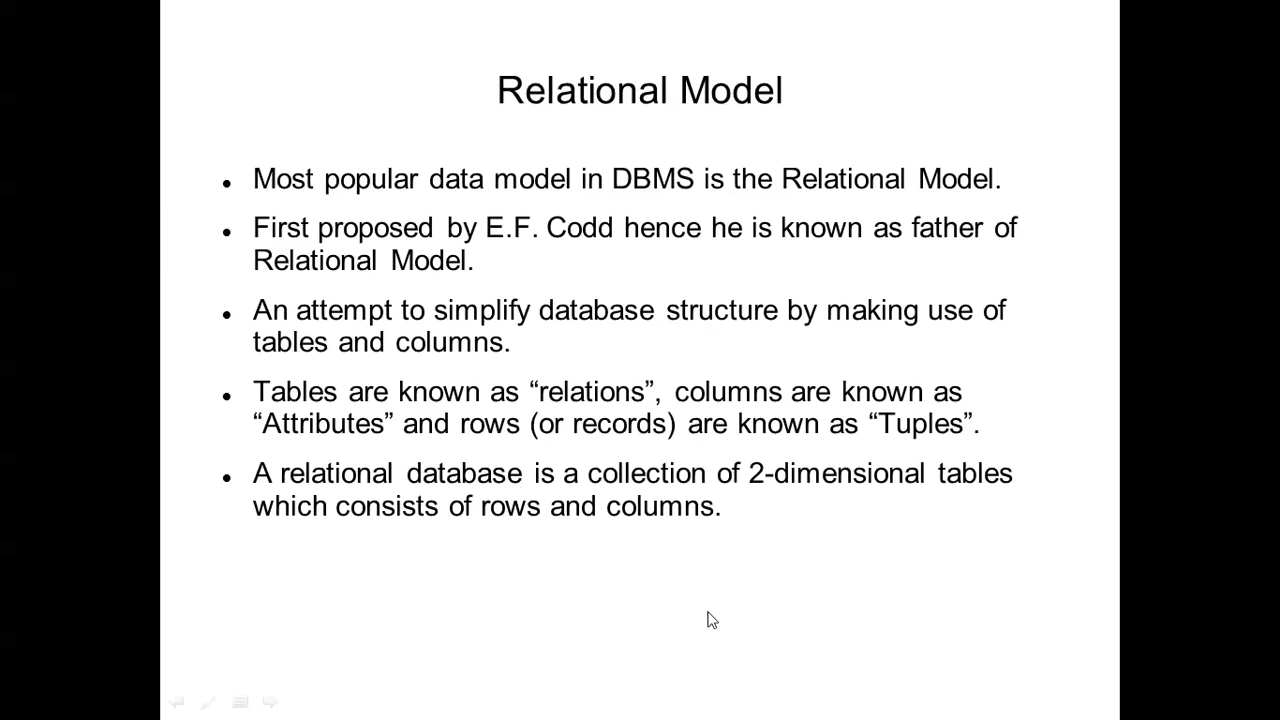 Relational Model
• Most popular data model in DBMS is the Relational Model.
• First proposed by E.F. Codd hence he is known as father of
Relational Model.
• An attempt to simplify database structure by making use of
tables and columns.
• Tables are known as “relations”, columns are known as
“Attributes” and rows (or records) are known as “Tuples”.
• A relational database is a collection of 2-dimensional tables
which consists of rows and columns.